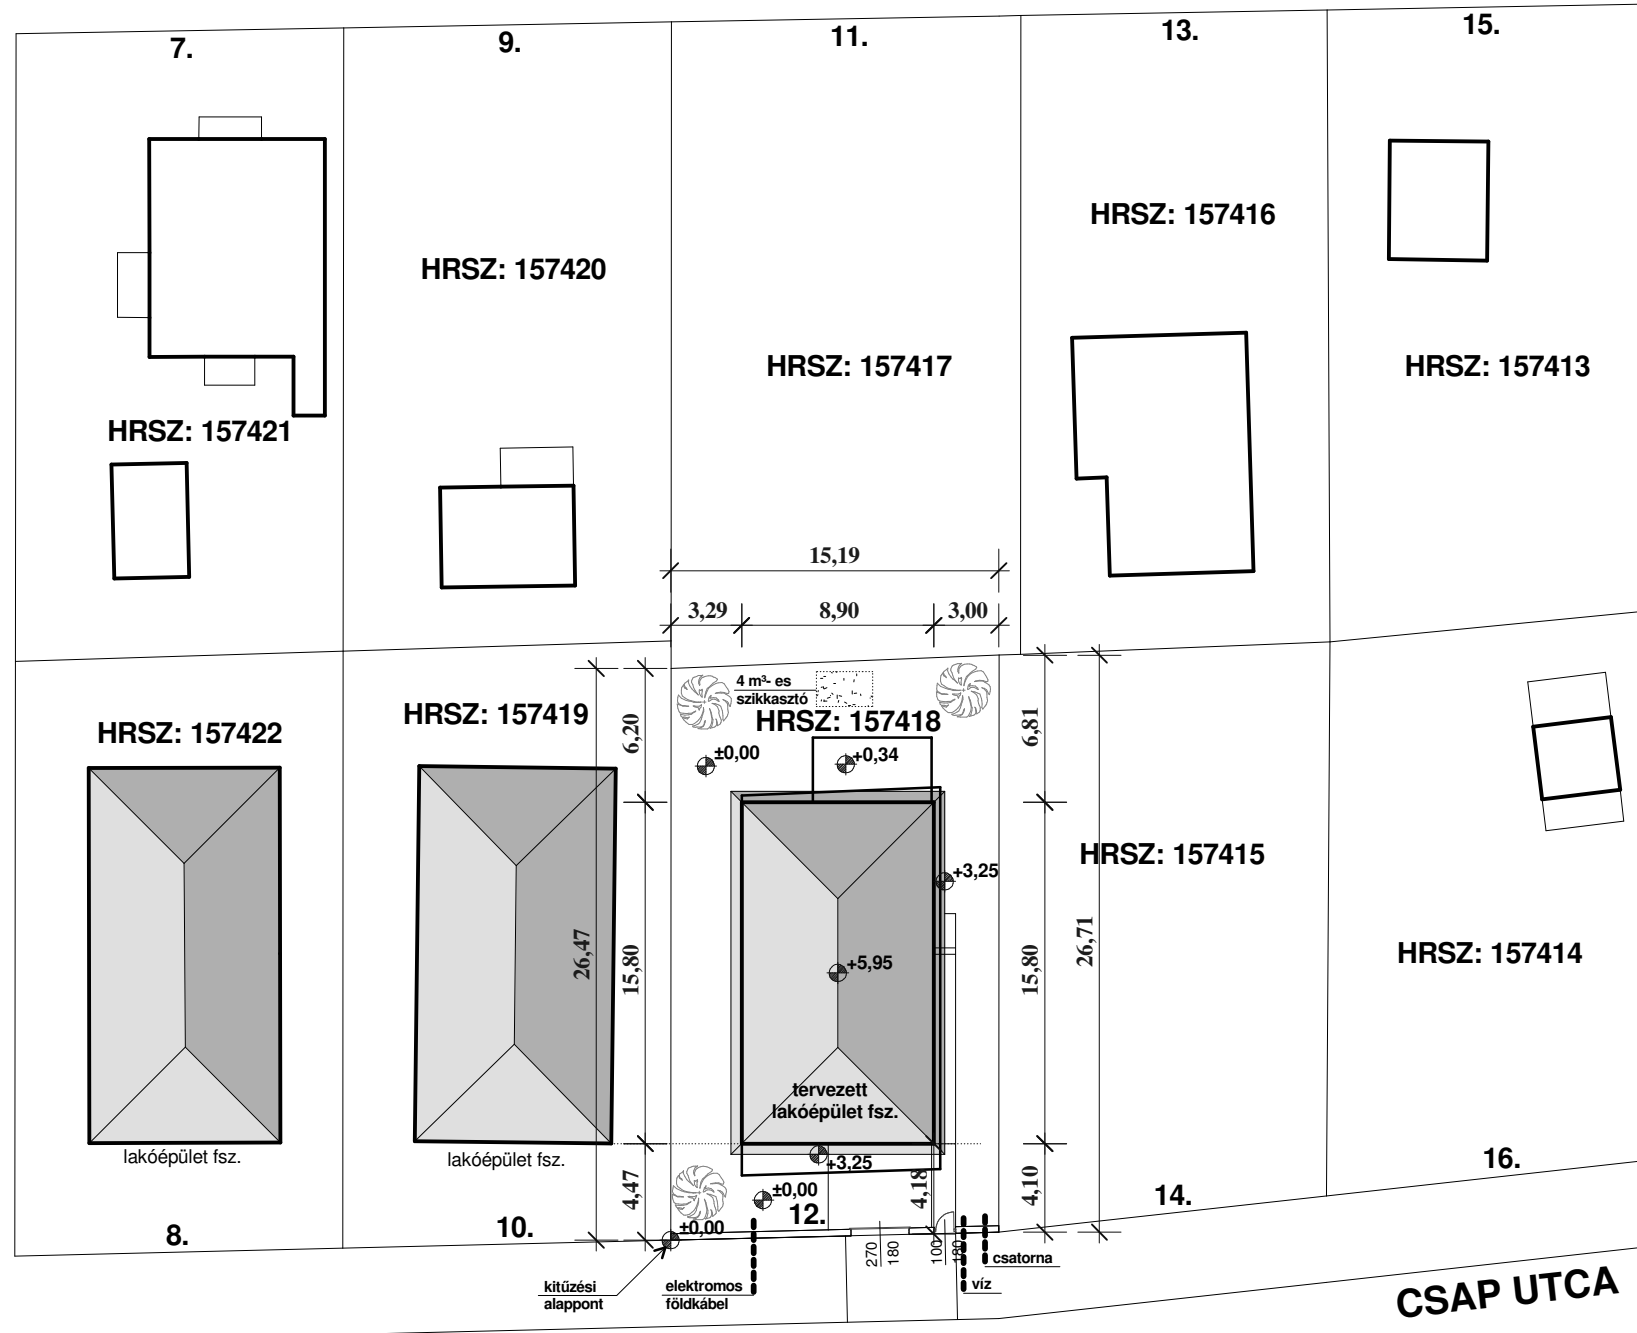 7.
9.
11.
13.
15.
HRSZ: 157416
HRSZ: 157420
HRSZ: 157417
HRSZ: 157413
HRSZ: 157421
15,19
3,29
8,90
3,00
4 m³- es
szikkasztó
HRSZ: 157422
HRSZ: 157419
HRSZ: 157418
6,20
6,81
±0,00
+0,34
HRSZ: 157415
+3,25
26,47
15,80
+5,95
15,80
26,71
HRSZ: 157414
tervezett
lakóépület fsz.
lakóépület fsz.
lakóépület fsz.
+3,25
4,47
±0,00
4,18
4,10
16.
14.
12.
8.
10.
±0,00
270
180
100
180
csatorna
víz
kitűzési
alappont
elektromos
földkábel
CSAP UTCA